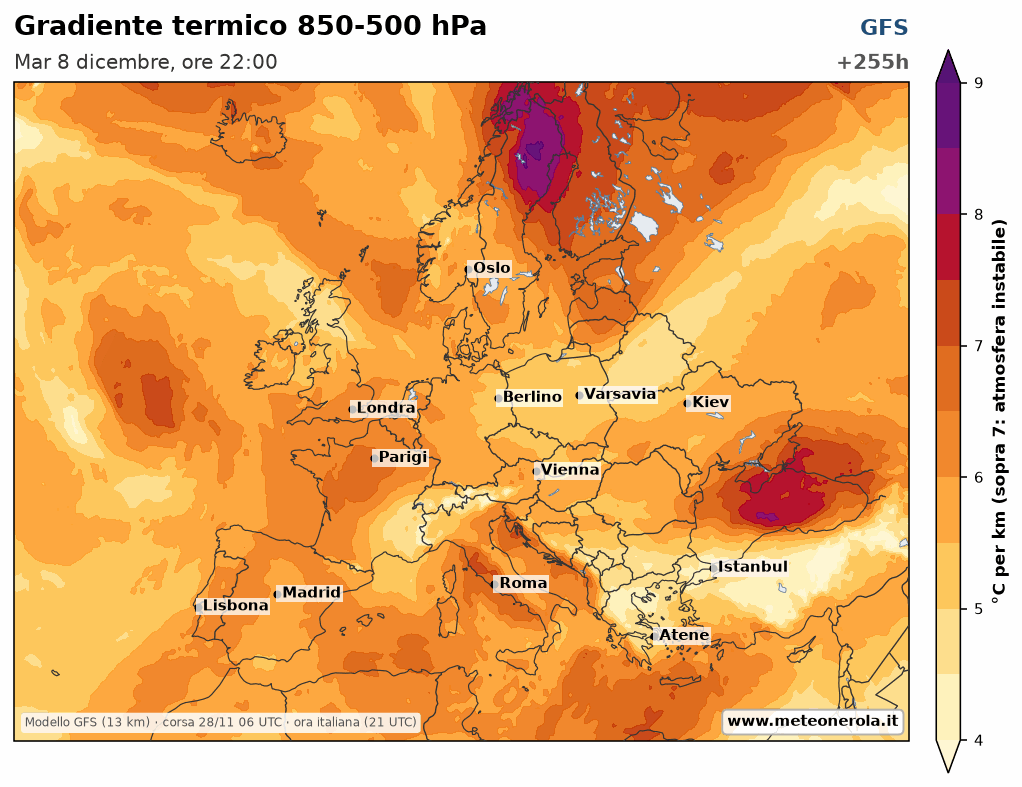 Gradiente termico 850-500 hPa
GFS
Mar 8 dicembre, ore 22:00
+255h
Oslo
Berlino
Varsavia
Kiev
Londra
Parigi
Vienna
Istanbul
Roma
Madrid
Lisbona
Atene
Modello GFS (13 km) · corsa 28/11 06 UTC · ora italiana (21 UTC)
www.meteonerola.it
9
8
7
6
5
4
°C per km (sopra 7: atmosfera instabile)